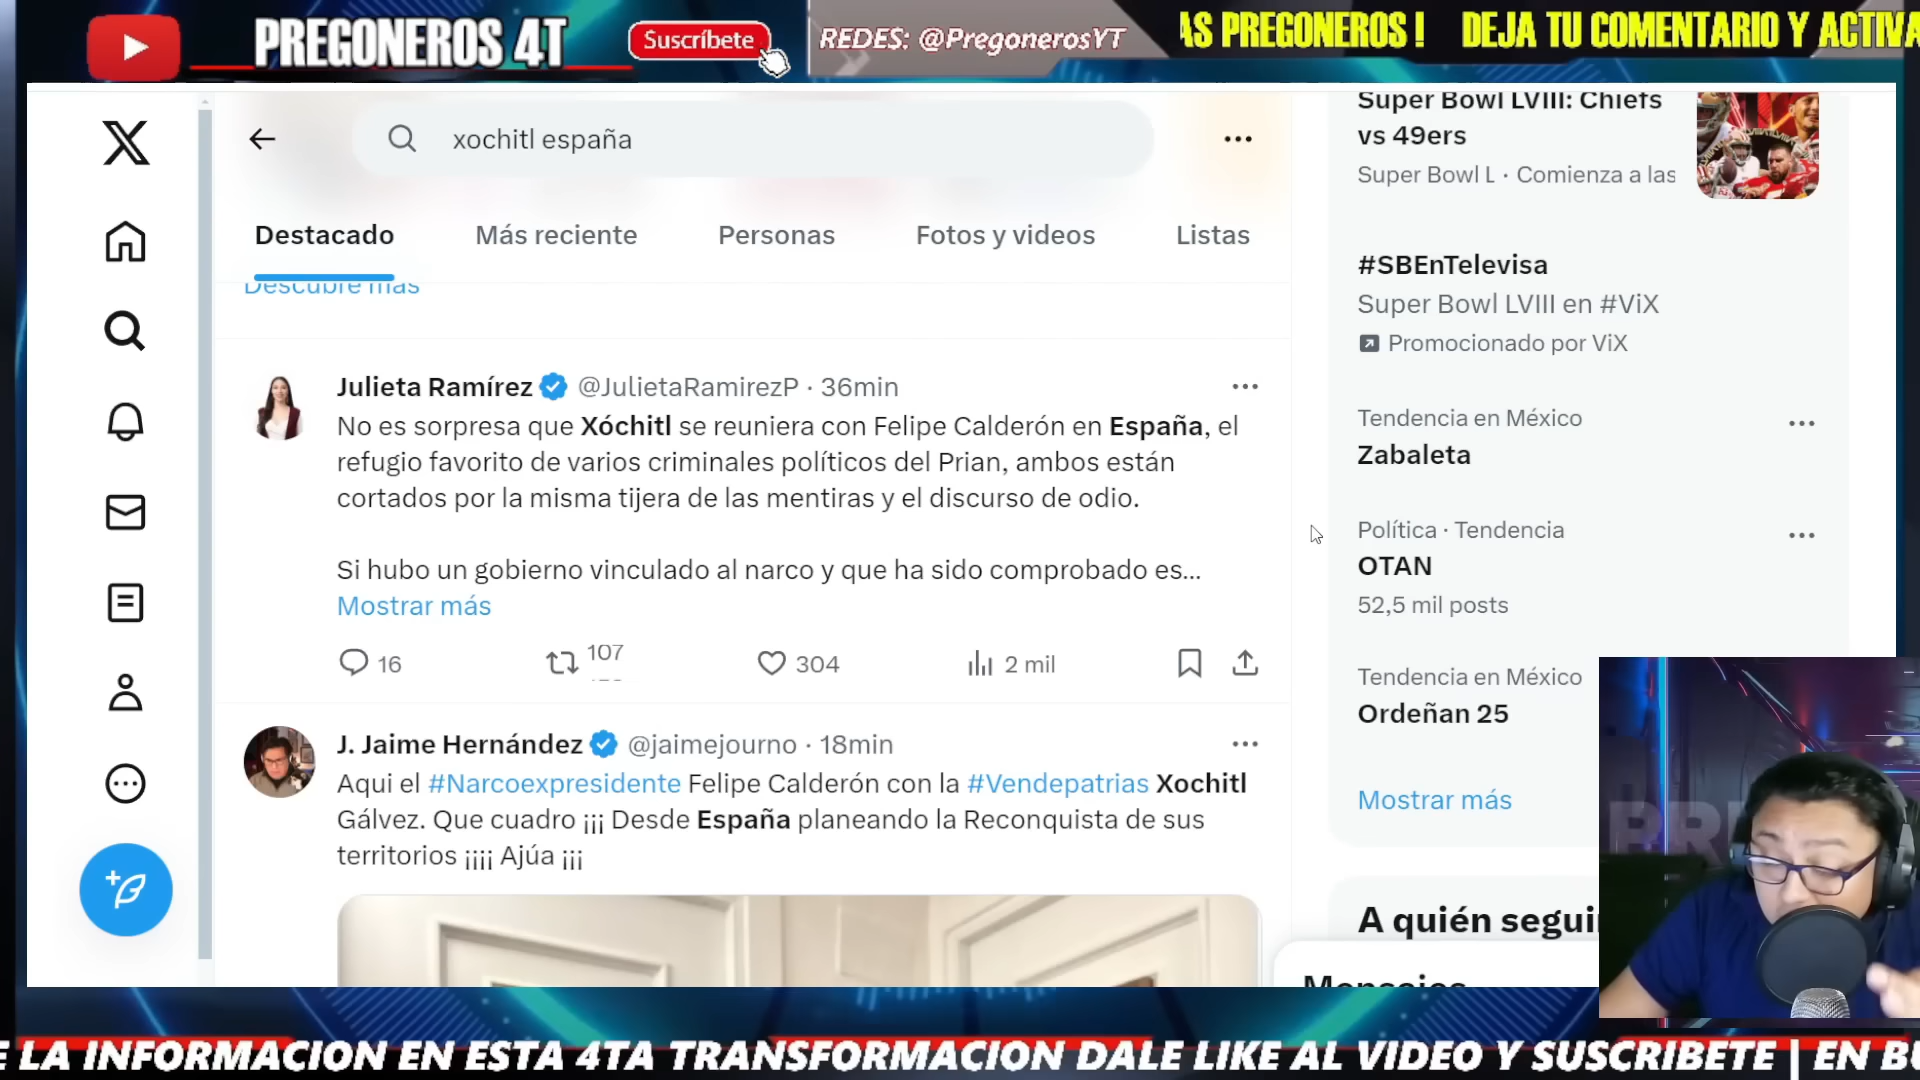 PREGONEROS 4T
Suscríbete
REDES: @PregonerosYT
AS PREGONEROS ! DEJA TU COMENTARIO Y ACTIVA
xochitl españa
Destacado
Más reciente
Personas
Fotos y videos
Listas
Descubre más
Julieta Ramírez @JulietaRamirezP · 36min
No es sorpresa que Xóchitl se reuniera con Felipe Calderón en España, el
refugio favorito de varios criminales políticos del Prian, ambos están
cortados por la misma tijera de las mentiras y el discurso de odio.
Si hubo un gobierno vinculado al narco y que ha sido comprobado es...
Mostrar más
16
107
304
2 mil
J. Jaime Hernández @jaimejourno · 18min
Aqui el #Narcoexpresidente Felipe Calderón con la #Vendepatrias Xochitl
Gálvez. Que cuadro ¡¡¡ Desde España planeando la Reconquista de sus
territorios ¡¡¡¡ Ajúa ¡¡¡
Super Bowl LVIII: Chiefs
vs 49ers
Super Bowl L · Comienza a las
#SBEnTelevisa
Super Bowl LVIII en #ViX
Promocionado por ViX
Tendencia en México
Zabaleta
Política · Tendencia
OTAN
52,5 mil posts
Tendencia en México
Ordeñan 25
Mostrar más
A quién segui
Mensajes
E LA INFORMACION EN ESTA 4TA TRANSFORMACION DALE LIKE AL VIDEO Y SUSCRIBETE | EN BU